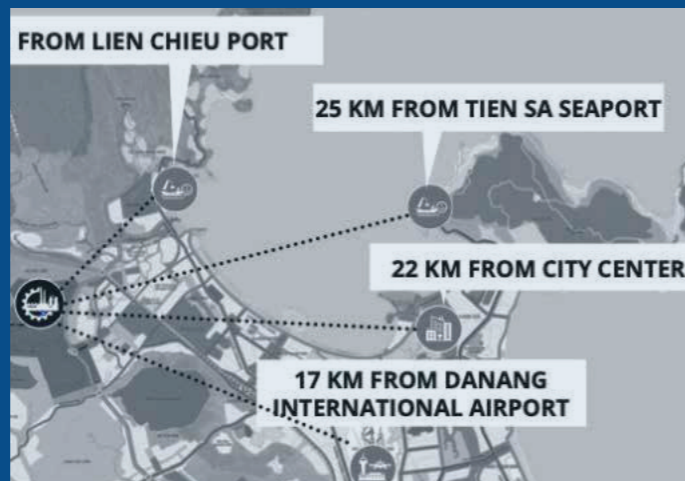 FROM LIEN CHIEU PORT
25 KM FROM TIEN SA SEAPORT
22 KM FROM CITY CENTER
17 KM FROM DANANG
INTERNATIONAL AIRPORT